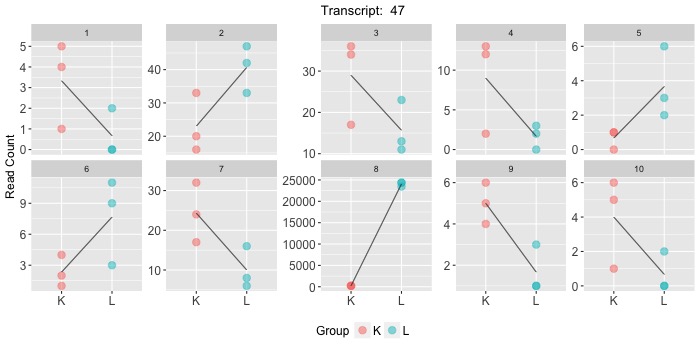 Transcript: 47
1 2 3 4 5
5 4 3 2 1 0
40 30 20
30 20 10
10 5 0
6 4 2 0
Read Count
6 7 8 9 10
9 6 3
30 20 10
25000 20000 15000 10000 5000 0
6 4 2
6 4 2 0
K L K L K L K L K L
Group K L